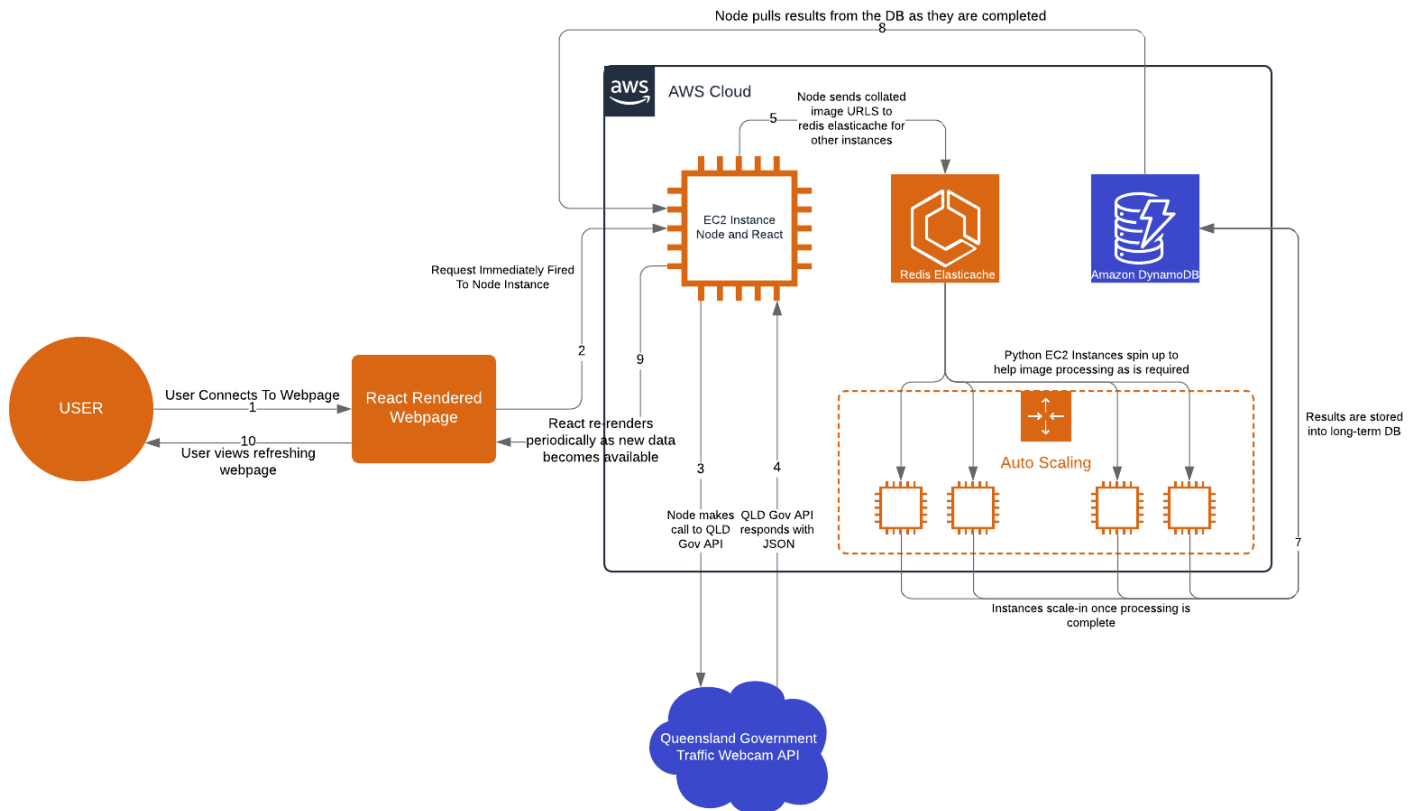 Node pulls results from the DB as they are completed
8
aws
AWS Cloud
Node sends collated
image URLS to
redis elasticache for
other instances
5
EC2 Instance
Node and React
Redis Elasticache
Amazon DynamoDB
Request Immediately Fired
To Node Instance
2
9
USER
User Connects To Webpage
1
10
User views refreshing
webpage
React Rendered
Webpage
React re-renders
periodically as new data
becomes available
3
4
Node makes
call to QLD
Gov API
QLD Gov API
responds with
JSON
Python EC2 Instances spin up to
help image processing as is required
Auto Scaling
Results are stored
into long-term DB
7
Instances scale-in once processing is
complete
Queensland Government
Traffic Webcam API